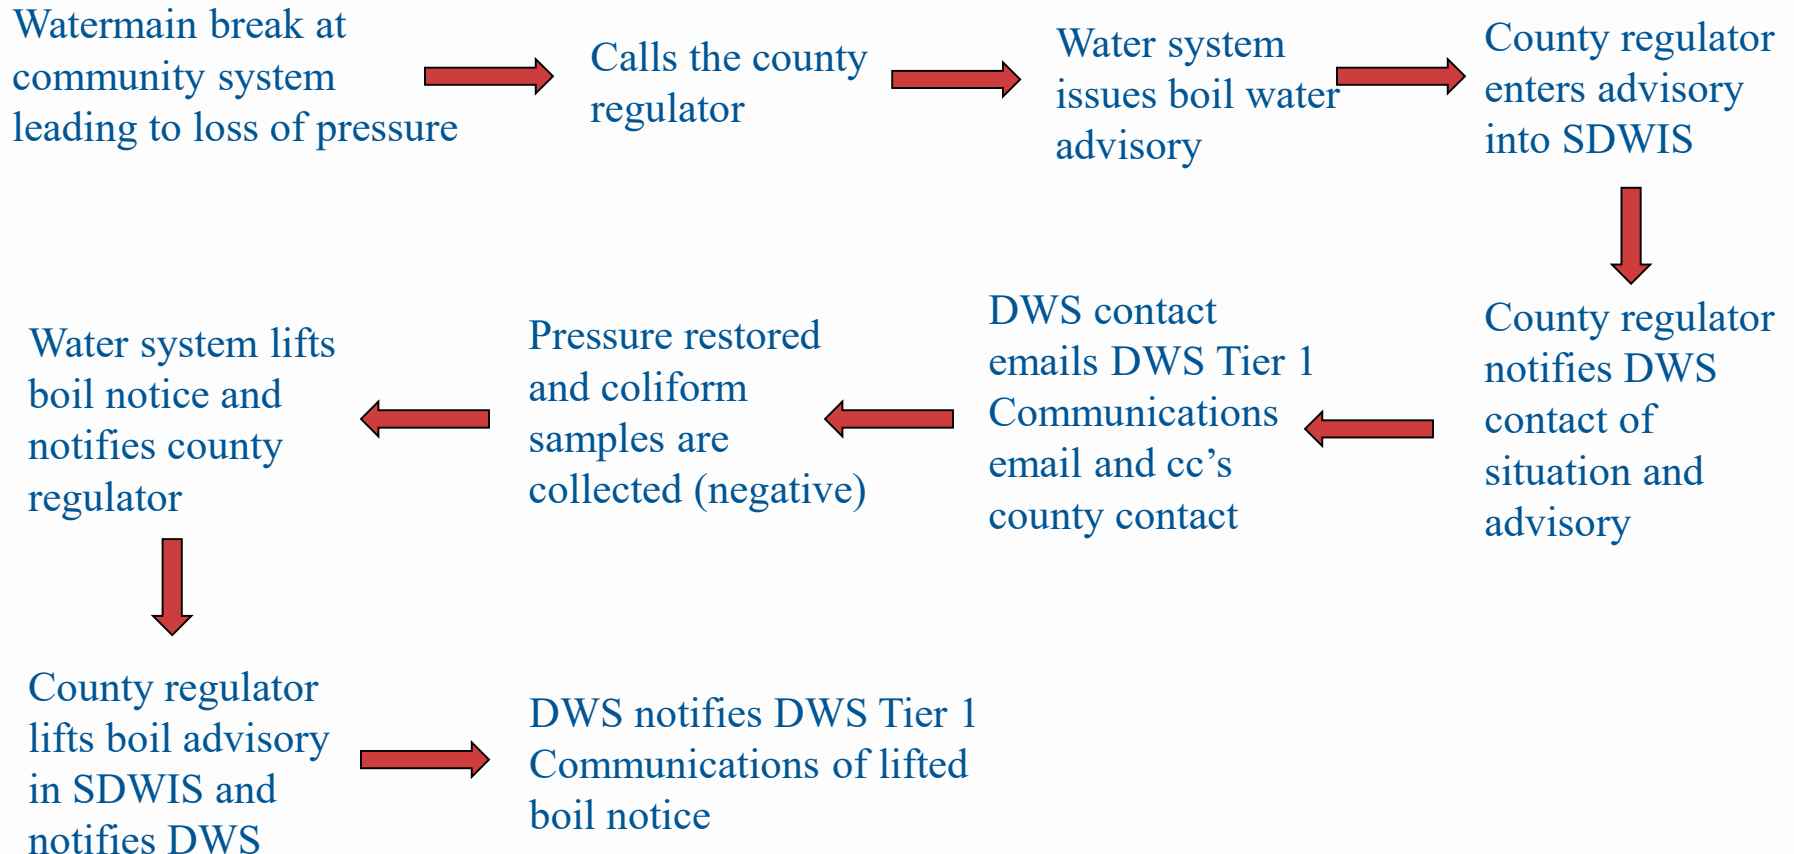 Watermain break at
community system
leading to loss of pressure
Calls the county
regulator
Water system
issues boil water
advisory
County regulator
enters advisory
into SDWIS
County regulator
notifies DWS
contact of
situation and
advisory
DWS contact
emails DWS Tier 1
Communications
email and cc’s
county contact
Pressure restored
and coliform
samples are
collected (negative)
Water system lifts
boil notice and
notifies county
regulator
County regulator
lifts boil advisory
in SDWIS and
notifies DWS
DWS notifies DWS Tier 1
Communications of lifted
boil notice